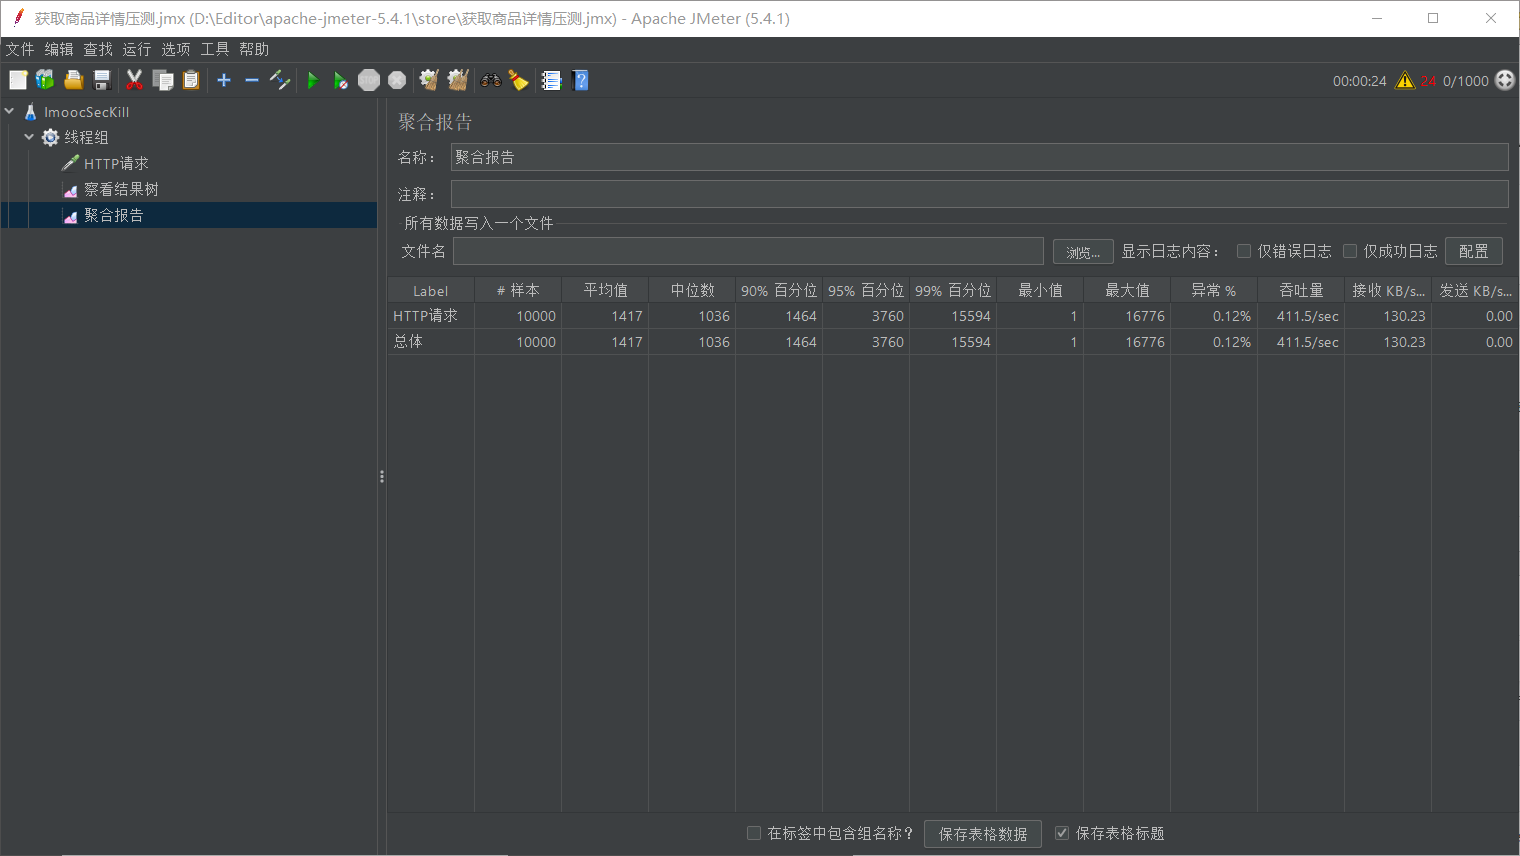 获取商品详情压测.jmx (D:\Editor\apache-jmeter-5.4.1\store\获取商品详情压测.jmx) - Apache JMeter (5.4.1)
文件 编辑 查找 运行 选项 工具 帮助
STOP 00:00:24 24 0/1000
ImoocSecKill
线程组
HTTP请求
察看结果树
聚合报告
聚合报告
名称： 聚合报告
注释：
所有数据写入一个文件
文件名 浏览... 显示日志内容： 仅错误日志 仅成功日志 配置
Label # 样本 平均值 中位数 90% 百分位 95% 百分位 99% 百分位 最小值 最大值 异常 % 吞吐量 接收 KB/s... 发送 KB/s...
HTTP请求 10000 1417 1036 1464 3760 15594 1 16776 0.12% 411.5/sec 130.23 0.00
总体 10000 1417 1036 1464 3760 15594 1 16776 0.12% 411.5/sec 130.23 0.00
在标签中包含组名称？ 保存表格数据 保存表格标题